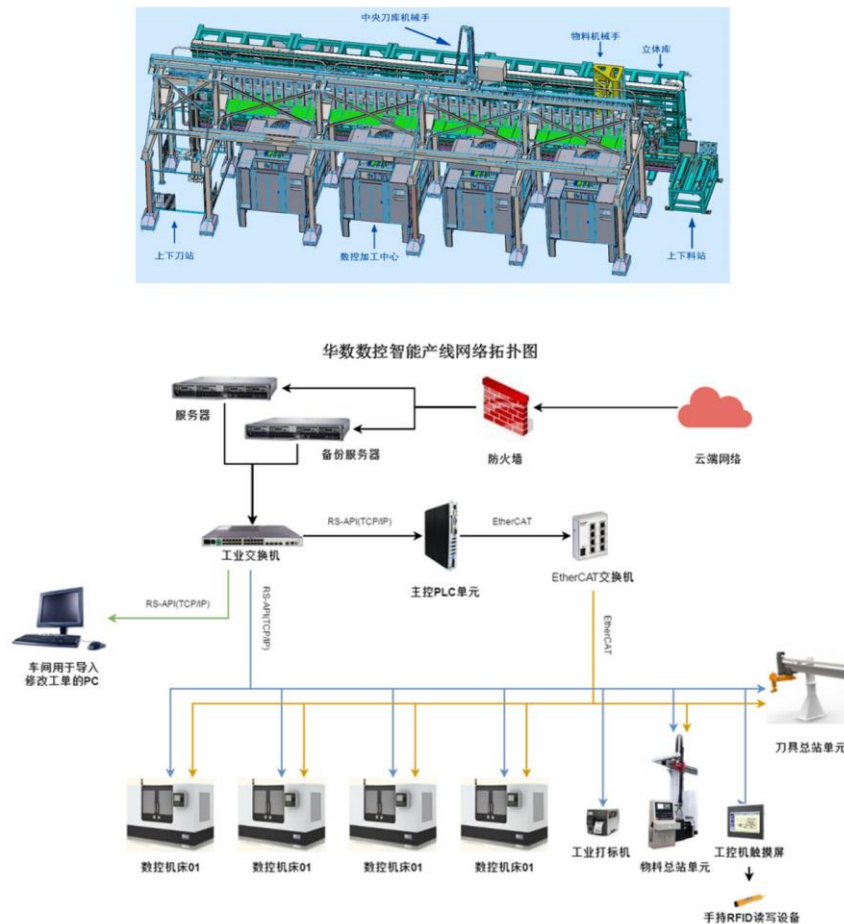 中央刀库机械手
物料机械手
立体库
上下刀站
数控加工中心
上下料站
华数数控智能产线网络拓扑图
服务器
备份服务器
防火墙
云端网络
RS-API(TCP/IP)
EtherCAT
工业交换机
主控PLC单元
EtherCAT交换机
RS-API(TCP/IP)
RS-API(TCP/IP)
EtherCAT
车间用于导入
修改工单的PC
刀具总站单元
数控机床01
数控机床01
数控机床01
数控机床01
工业打标机
物料总站单元
工控机触摸屏
手持RFID读写设备